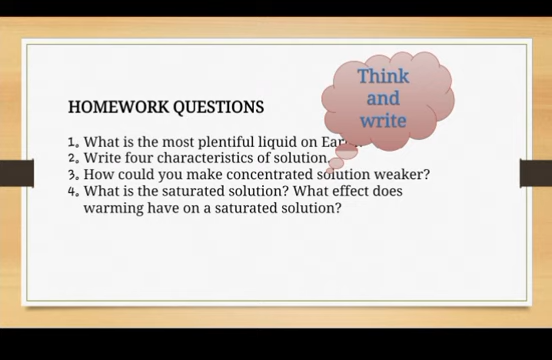 Think
and
write
HOMEWORK QUESTIONS
1. What is the most plentiful liquid on
2. Write four characteristics of solution.
3. How could you make concentrated solution weaker?
4. What is the saturated solution? What effect does
warming have on a saturated solution?